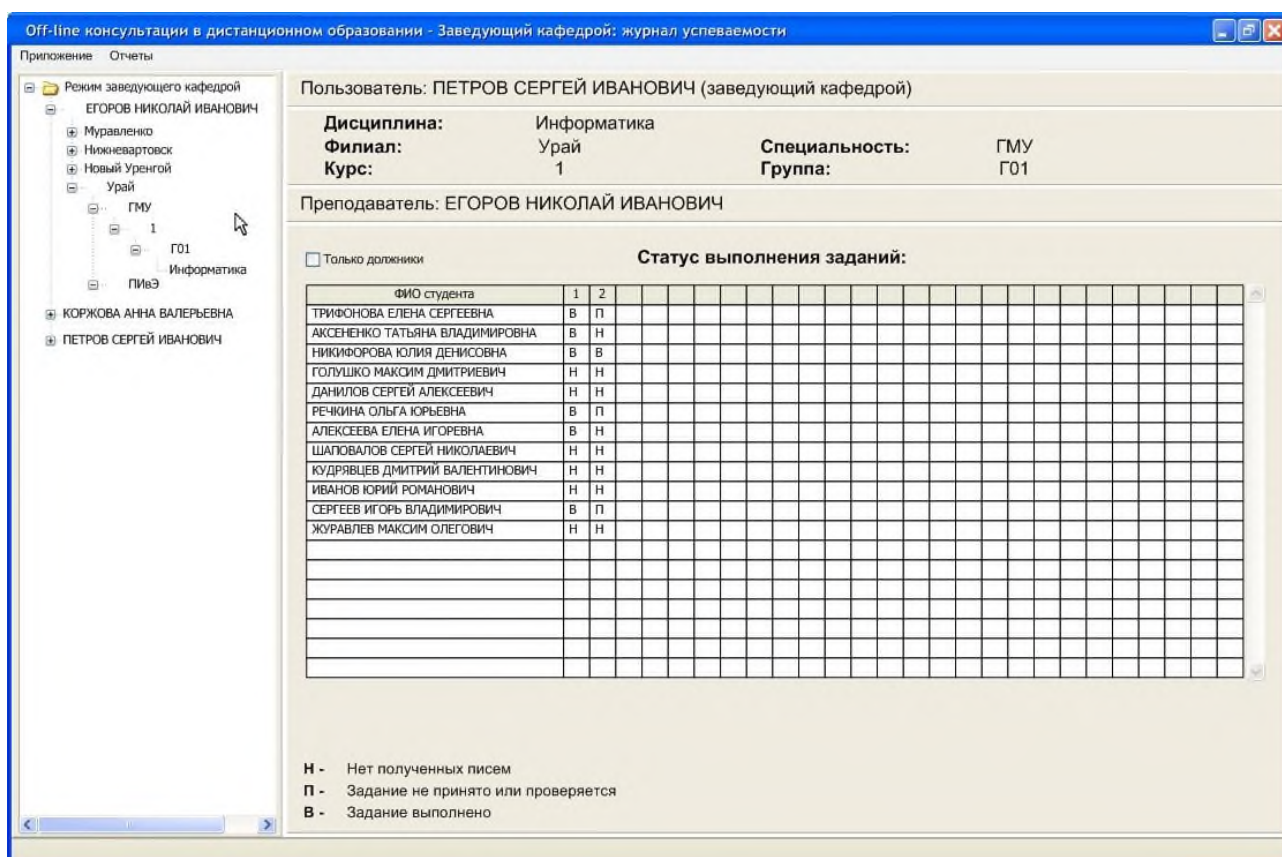 Off-line консультации в дистанционном образовании - Заведующий кафедрой: журнал успеваемости
Приложение Отчеты
Режим заведующего кафедрой
ЕГОРОВ НИКОЛАЙ ИВАНОВИЧ
Муравленко
Нижневартовск
Новый Уренгой
Урай
ГМУ
1
Г01
Информатика
ПИвЭ
КОРЖОВА АННА ВАЛЕРЬЕВНА
ПЕТРОВ СЕРГЕЙ ИВАНОВИЧ
Пользователь: ПЕТРОВ СЕРГЕЙ ИВАНОВИЧ (заведующий кафедрой)
Дисциплина: Информатика
Филиал: Урай Специальность: ГМУ
Курс: 1 Группа: Г01
Преподаватель: ЕГОРОВ НИКОЛАЙ ИВАНОВИЧ
Только должники Статус выполнения заданий:
ФИО студента 1 2
ТРИФОНОВА ЕЛЕНА СЕРГЕЕВНА В П
АКСЕНЕНКО ТАТЬЯНА ВЛАДИМИРОВНА В Н
НИКИФОРОВА ЮЛИЯ ДЕНИСОВНА В В
ГОЛУШКО МАКСИМ ДМИТРИЕВИЧ Н Н
ДАНИЛОВ СЕРГЕЙ АЛЕКСЕЕВИЧ Н Н
РЕЧКИНА ОЛЬГА ЮРЬЕВНА В П
АЛЕКСЕЕВА ЕЛЕНА ИГОРЕВНА В Н
ШАПОВАЛОВ СЕРГЕЙ НИКОЛАЕВИЧ Н Н
КУДРЯВЦЕВ ДМИТРИЙ ВАЛЕНТИНОВИЧ Н Н
ИВАНОВ ЮРИЙ РОМАНОВИЧ Н Н
СЕРГЕЕВ ИГОРЬ ВЛАДИМИРОВИЧ В П
ЖУРАВЛЕВ МАКСИМ ОЛЕГОВИЧ Н Н
Н - Нет полученных писем
П - Задание не принято или проверяется
В - Задание выполнено